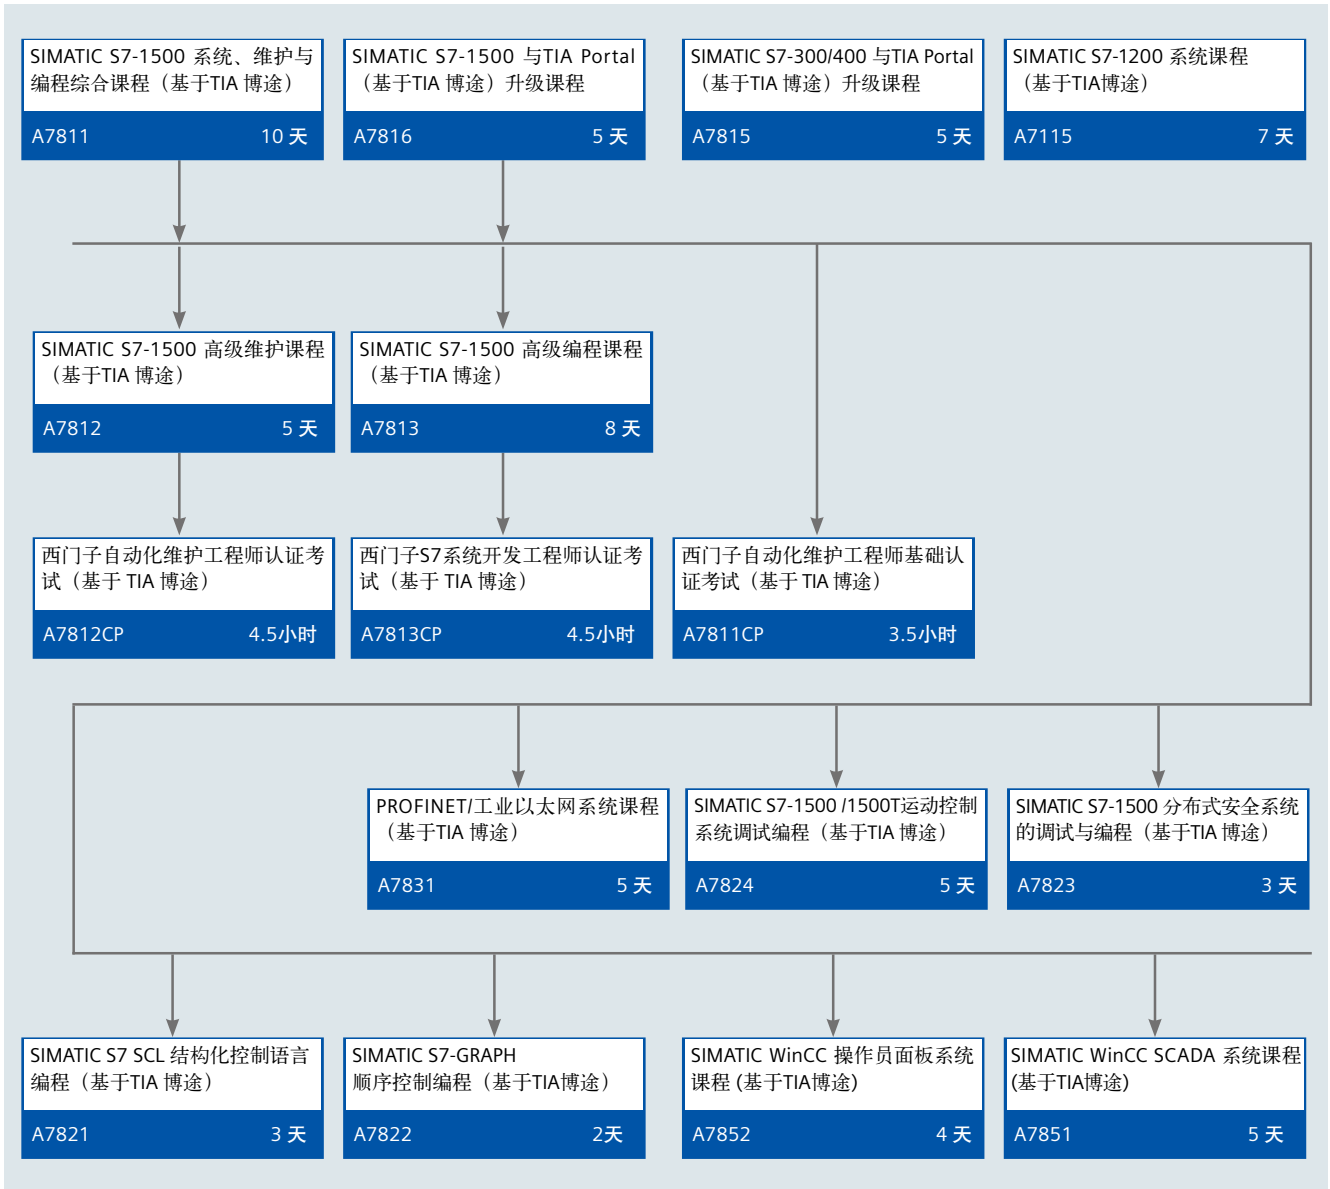 SIMATIC S7-1500 系统、维护与
编程综合课程（基于TIA 博途）
A7811 10 天
SIMATIC S7-1500 与TIA Portal
（基于TIA 博途）升级课程
A7816 5 天
SIMATIC S7-300/400 与TIA Portal
（基于TIA 博途）升级课程
A7815 5 天
SIMATIC S7-1200 系统课程
（基于TIA博途）
A7115 7 天
SIMATIC S7-1500 高级维护课程
（基于TIA 博途）
A7812 5 天
SIMATIC S7-1500 高级编程课程
（基于TIA 博途）
A7813 8 天
西门子自动化维护工程师认证考
试（基于 TIA 博途）
A7812CP 4.5小时
西门子S7系统开发工程师认证考
试（基于 TIA 博途）
A7813CP 4.5小时
西门子自动化维护工程师基础认
证考试（基于 TIA 博途）
A7811CP 3.5小时
PROFINET/工业以太网系统课程
（基于TIA 博途）
A7831 5 天
SIMATIC S7-1500 /1500T运动控制
系统调试编程（基于TIA 博途）
A7824 5 天
SIMATIC S7-1500 分布式安全系统
的调试与编程（基于TIA 博途）
A7823 3 天
SIMATIC S7 SCL 结构化控制语言
编程（基于TIA 博途）
A7821 3 天
SIMATIC S7-GRAPH
顺序控制编程（基于TIA博途）
A7822 2天
SIMATIC WinCC 操作员面板系统
课程 (基于TIA博途)
A7852 4 天
SIMATIC WinCC SCADA 系统课程
(基于TIA博途)
A7851 5 天